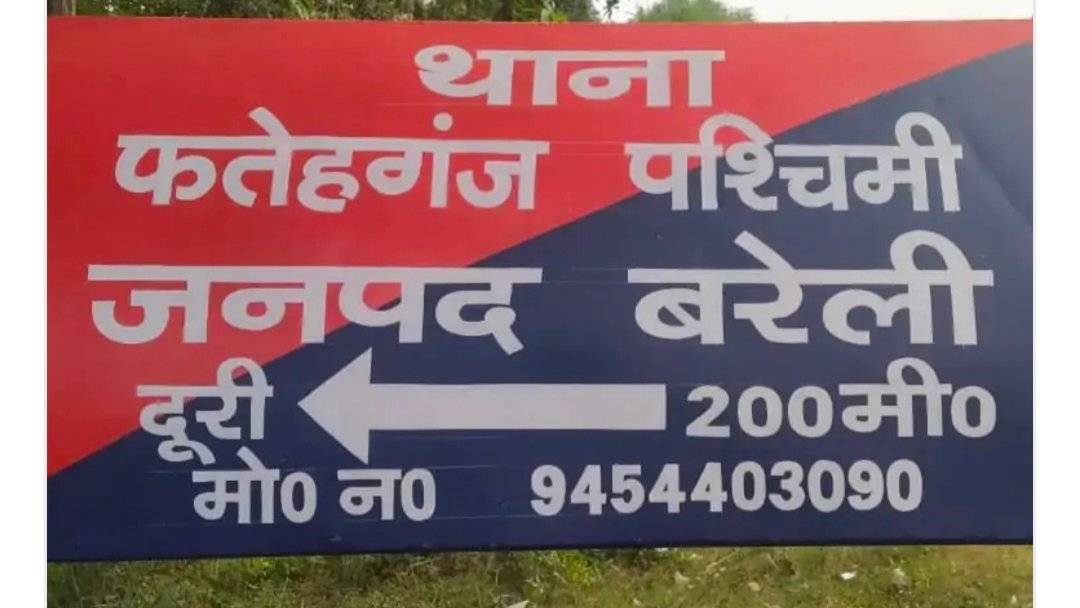 थाना
फतेहगंज पश्चिमी
जनपद बरेली
दूरी 200मी0
मो0 न0 9454403090